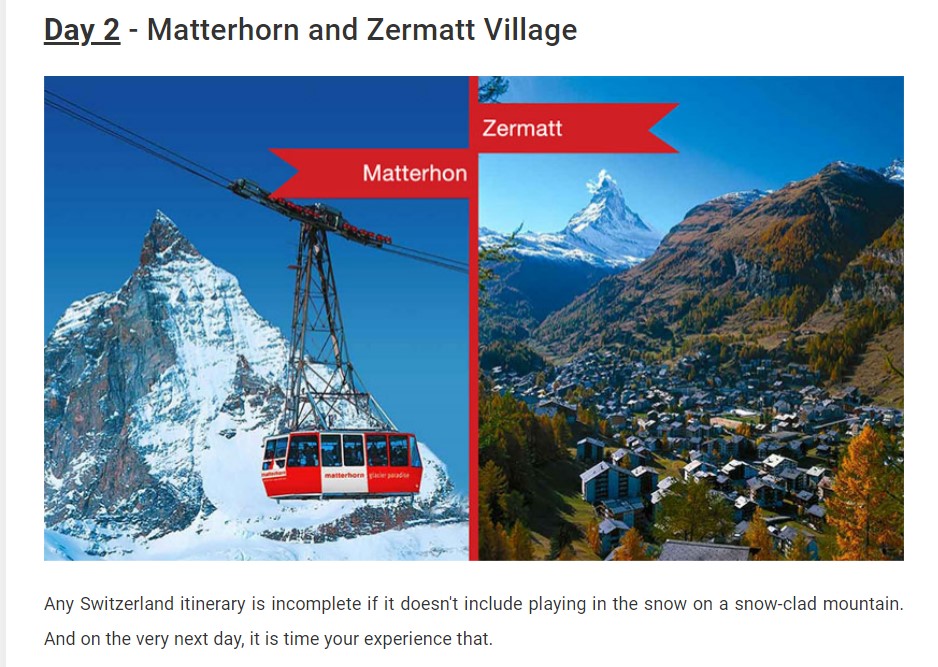 Day 2 - Matterhorn and Zermatt Village
Zermatt
Matterhon
matterhorn glacier paradise
Any Switzerland itinerary is incomplete if it doesn't include playing in the snow on a snow-clad mountain.
And on the very next day, it is time your experience that.